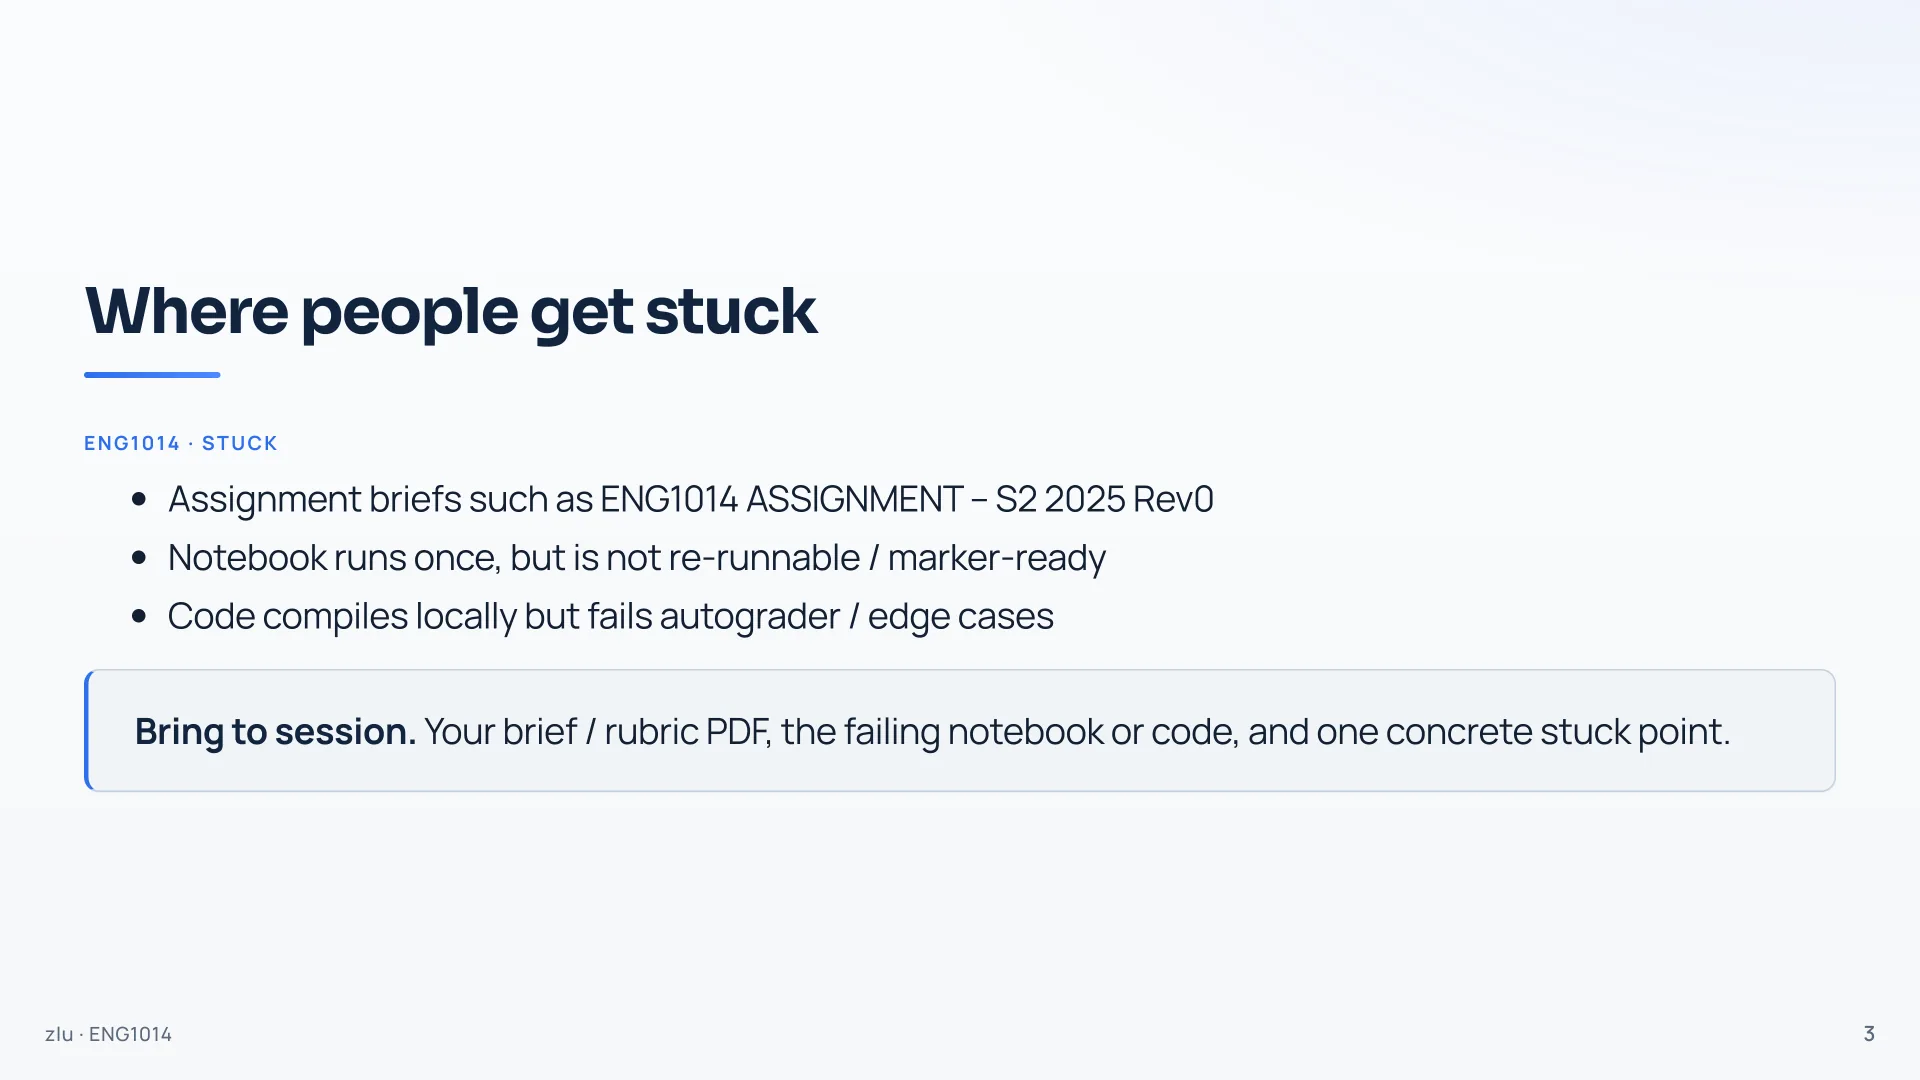 Where people get stuck
ENG1014 · STUCK
• Assignment briefs such as ENG1014 ASSIGNMENT – S2 2025 Rev0
• Notebook runs once, but is not re-runnable / marker-ready
• Code compiles locally but fails autograder / edge cases
Bring to session. Your brief / rubric PDF, the failing notebook or code, and one concrete stuck point.
zlu · ENG1014
3